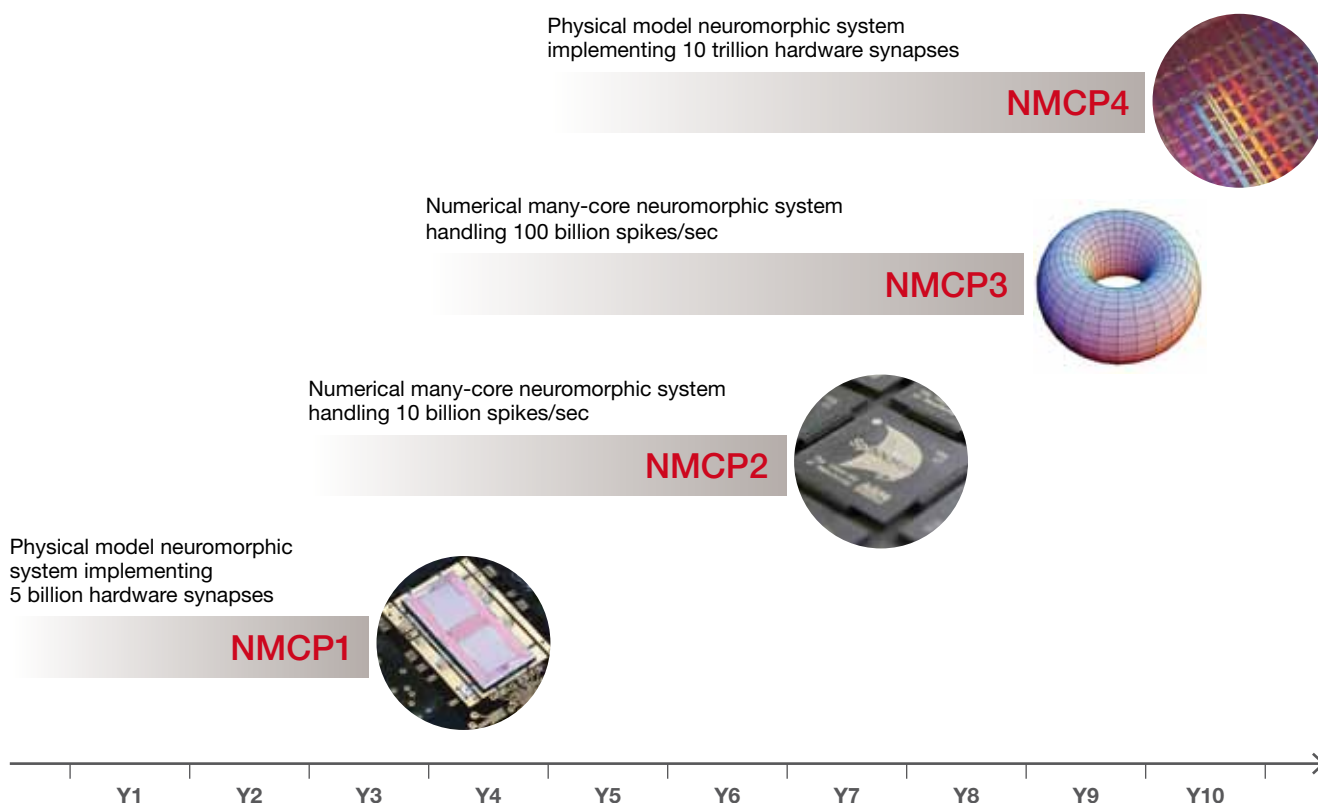 Physical model neuromorphic system
implementing 10 trillion hardware synapses
NMCP4
Numerical many-core neuromorphic system
handling 100 billion spikes/sec
NMCP3
Numerical many-core neuromorphic system
handling 10 billion spikes/sec
NMCP2
Physical model neuromorphic
system implementing
5 billion hardware synapses
NMCP1
Y1 Y2 Y3 Y4 Y5 Y6 Y7 Y8 Y9 Y10